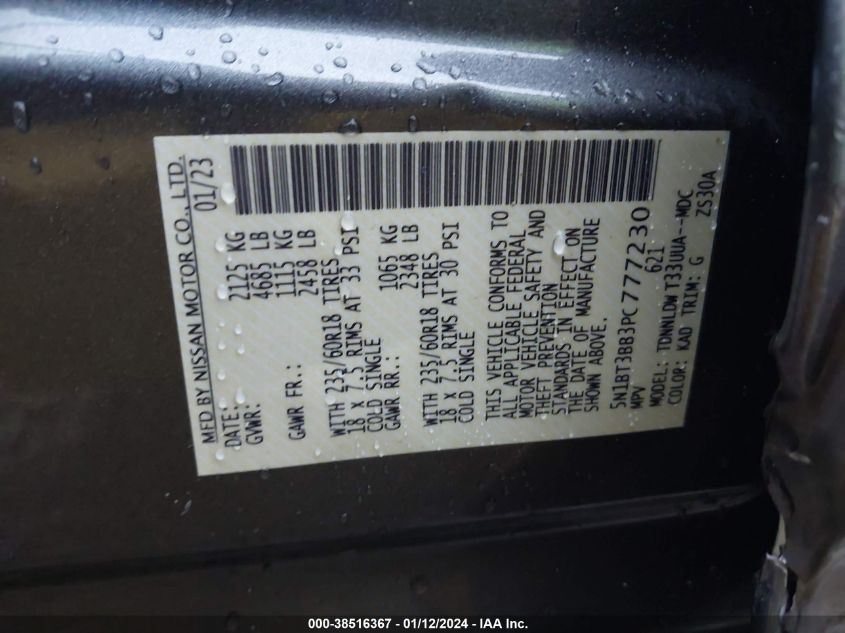 MFD BY NISSAN MOTOR CO., LTD.
DATE: 01/23
GVWR: 2125 KG
4685 LB
GAWR FR.: 1115 KG
2458 LB
WITH 235/60R18 TIRES
18 X 7.5 RIMS AT 33 PSI
COLD SINGLE
GAWR RR.: 1065 KG
2348 LB
WITH 235/60R18 TIRES
18 X 7.5 RIMS AT 30 PSI
COLD SINGLE
THIS VEHICLE CONFORMS TO
ALL APPLICABLE FEDERAL
MOTOR VEHICLE SAFETY AND
THEFT PREVENTION
STANDARDS IN EFFECT ON
THE DATE OF MANUFACTURE
SHOWN ABOVE.
5N1BT3BB3PC777230
MPV 621
MODEL: TDNNLDW T33UUA--MDC
COLOR: KAD TRIM: G ZS30A
000-38516367 - 01/12/2024 - IAA Inc.